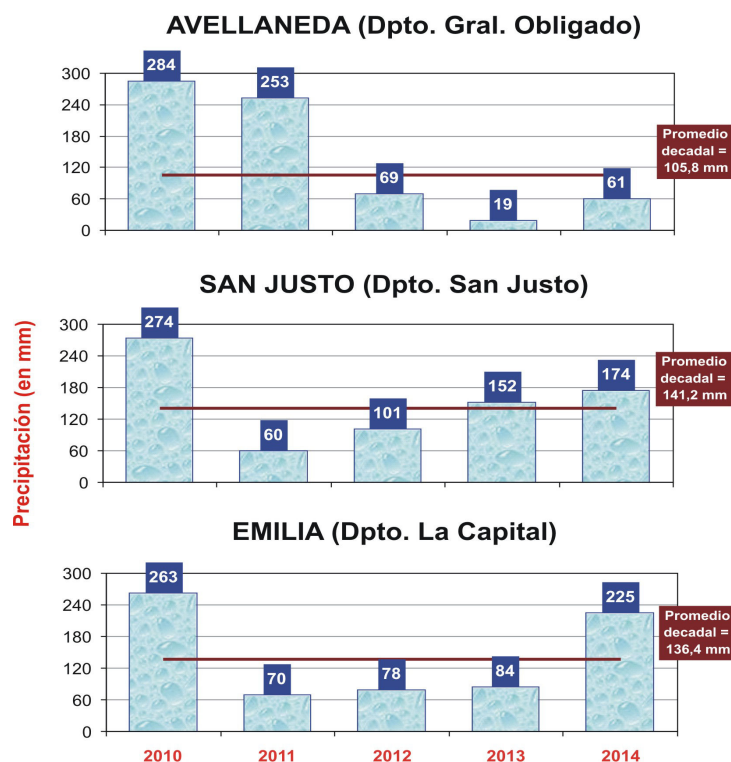 AVELLANEDA (Dpto. Gral. Obligado)
300
240
180
120
60
0
284
253
69
19
61
Promedio
decadal =
105,8 mm
SAN JUSTO (Dpto. San Justo)
Precipitación (en mm)
300
240
180
120
60
0
274
60
101
152
174
Promedio
decadal =
141,2 mm
EMILIA (Dpto. La Capital)
300
240
180
120
60
0
263
70
78
84
225
Promedio
decadal =
136,4 mm
2010
2011
2012
2013
2014